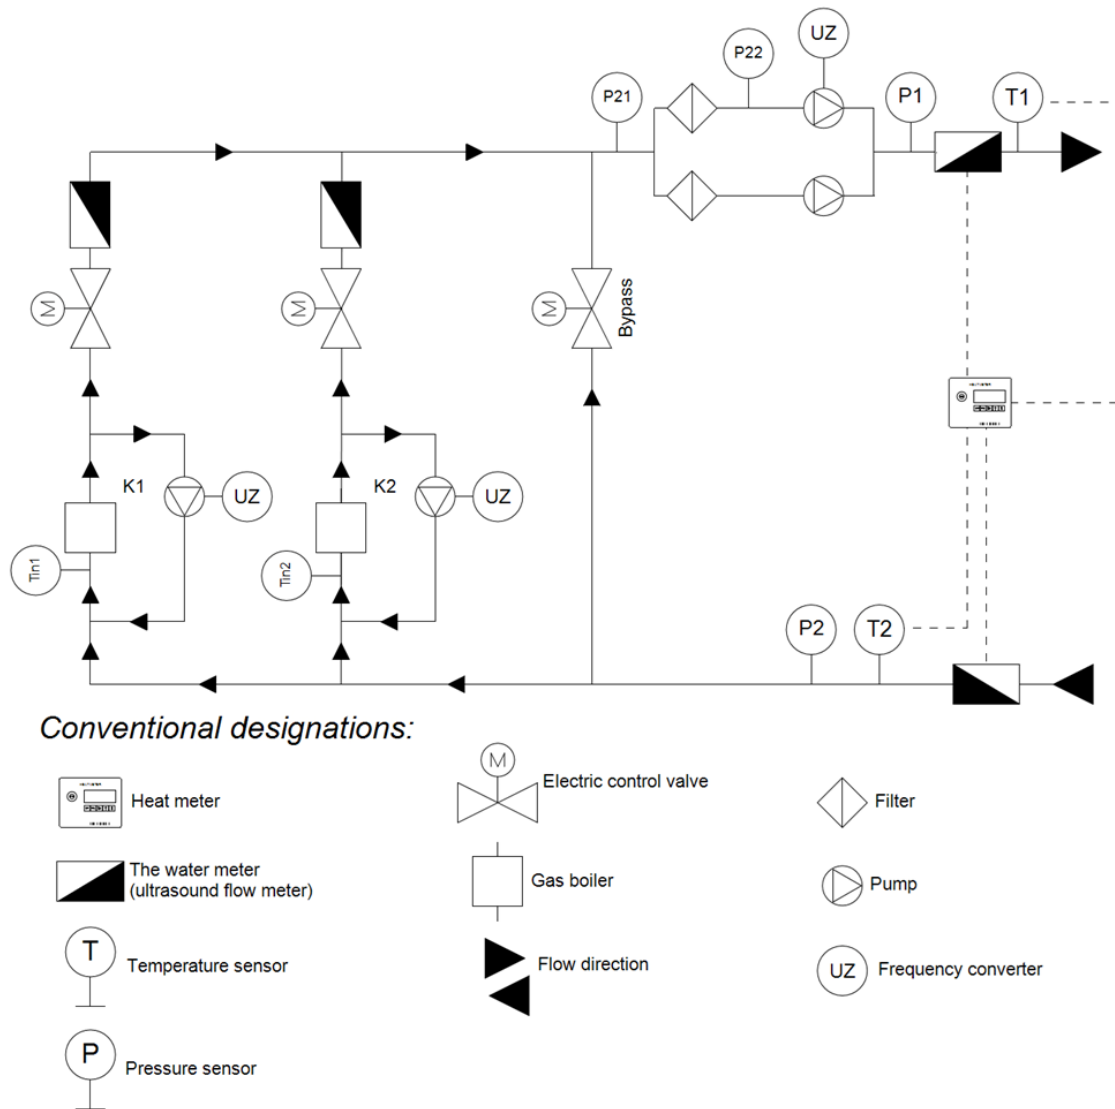 UZ
P22
P21
P1
T1
M
M
M
Bypass
K1
UZ
K2
UZ
Tin1
Tin2
P2
T2
Conventional designations:
Heat meter
M
Electric control valve
Filter
The water meter
(ultrasound flow meter)
Gas boiler
Pump
T
Temperature sensor
Flow direction
UZ
Frequency converter
P
Pressure sensor